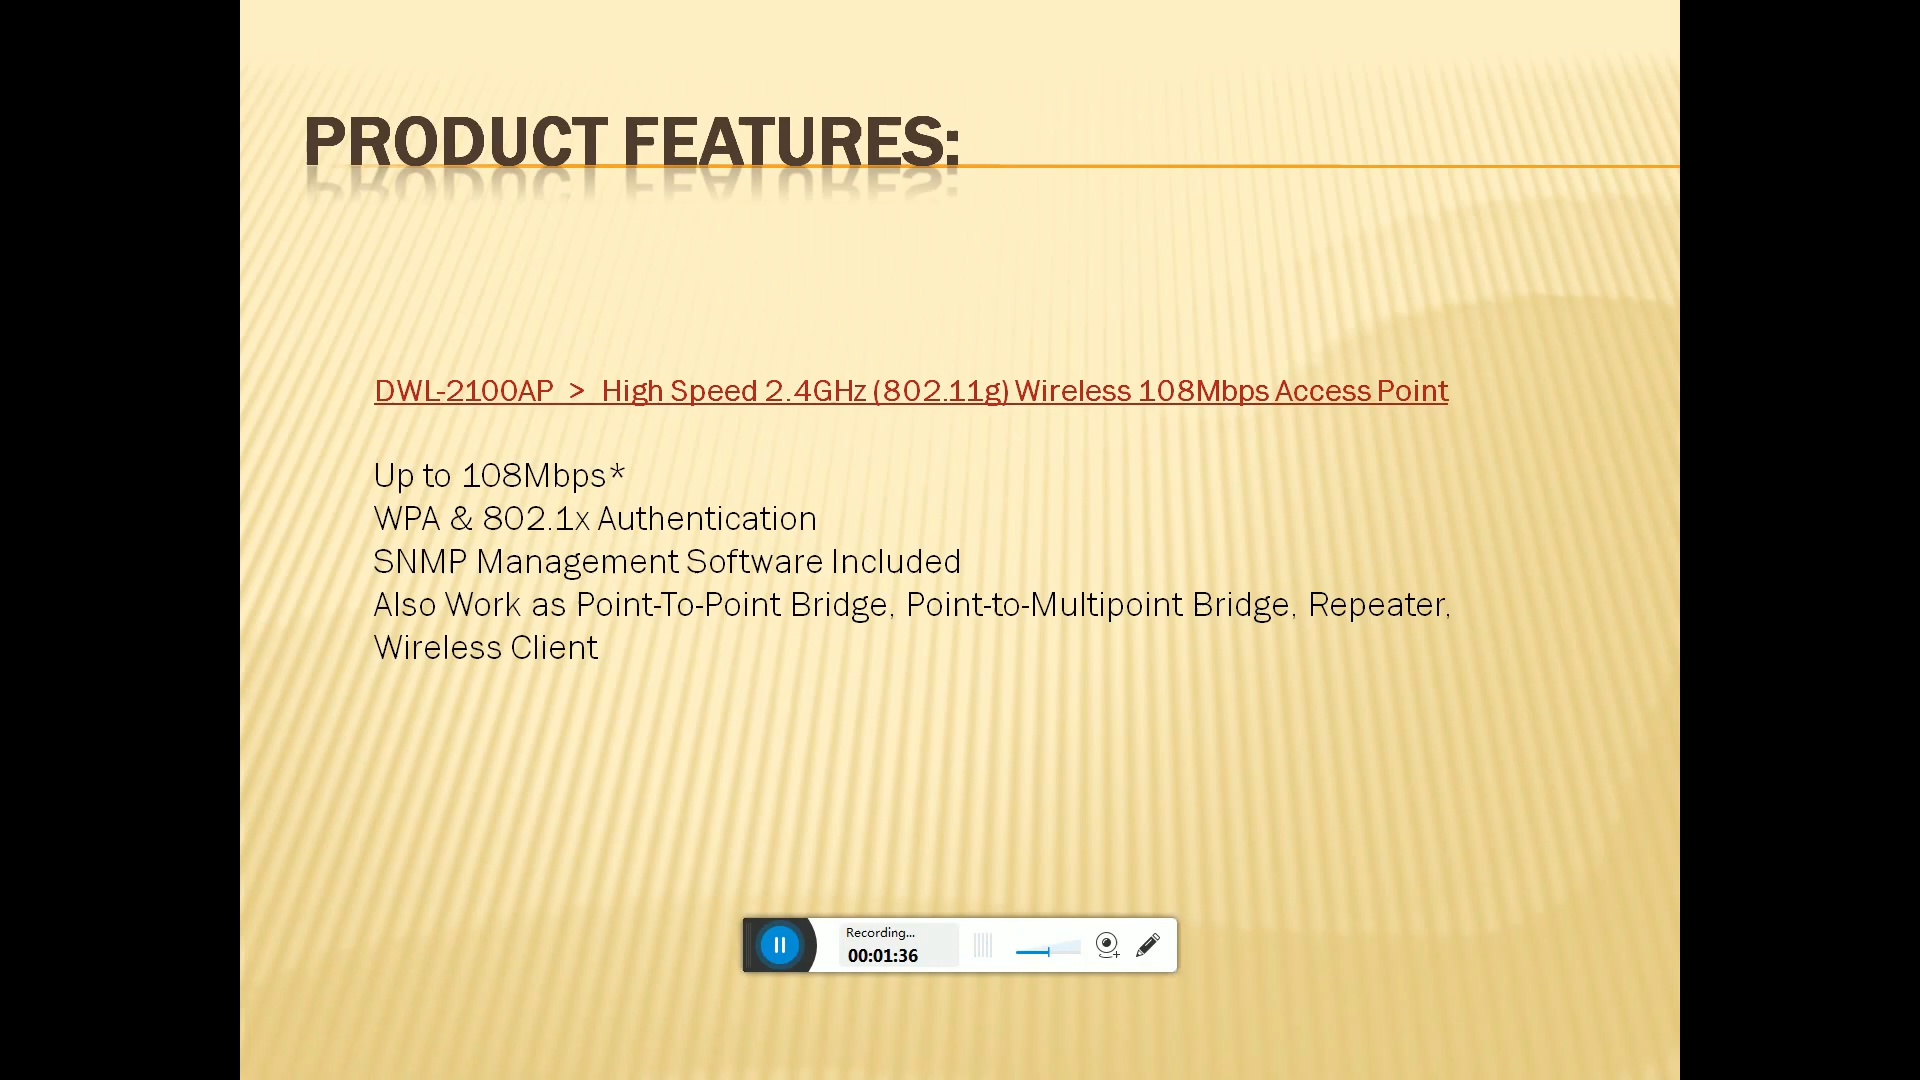 PRODUCT FEATURES:
DWL-2100AP > High Speed 2.4GHz (802.11g) Wireless 108Mbps Access Point
Up to 108Mbps*
WPA & 802.1x Authentication
SNMP Management Software Included
Also Work as Point-To-Point Bridge, Point-to-Multipoint Bridge, Repeater,
Wireless Client
Recording...
00:01:36